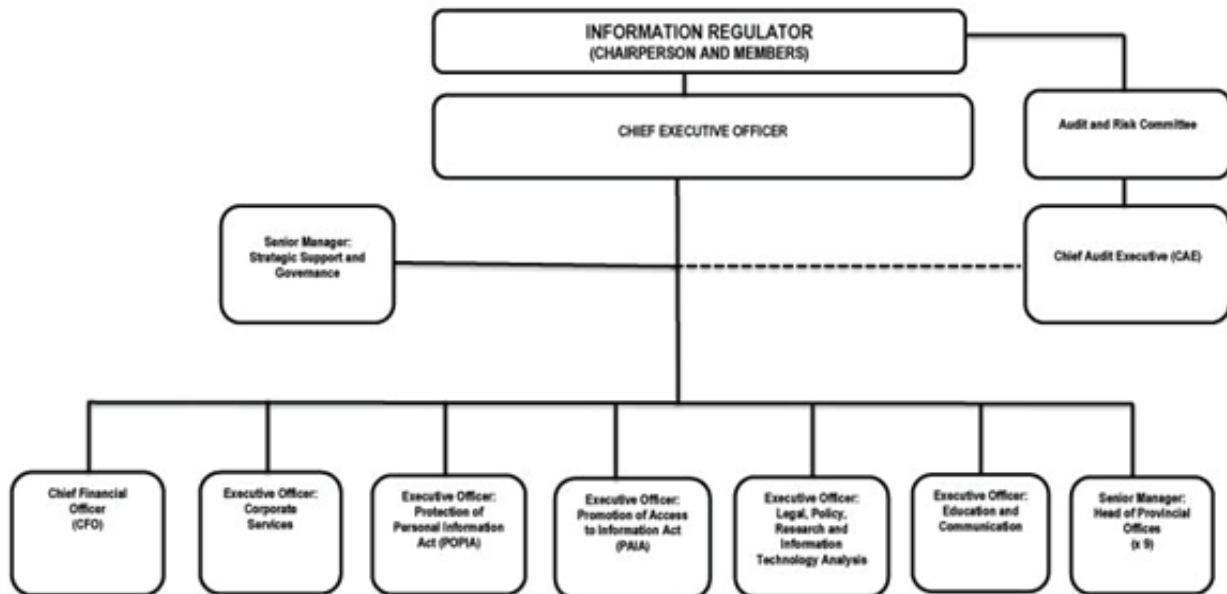 INFORMATION REGULATOR
(CHAIRPERSON AND MEMBERS)
CHIEF EXECUTIVE OFFICER
Audit and Risk Committee
Senior Manager:
Strategic Support and
Governance
Chief Audit Executive (CAE)
Chief Financial
Officer
(CFO)
Executive Officer:
Corporate
Services
Executive Officer:
Protection of
Personal Information
Act (POPIA)
Executive Officer:
Promotion of Access
to Information Act
(PAIA)
Executive Officer:
Legal, Policy,
Research and
Information
Technology Analysis
Executive Officer:
Education and
Communication
Senior Manager:
Head of Provincial
Offices
(x 9)